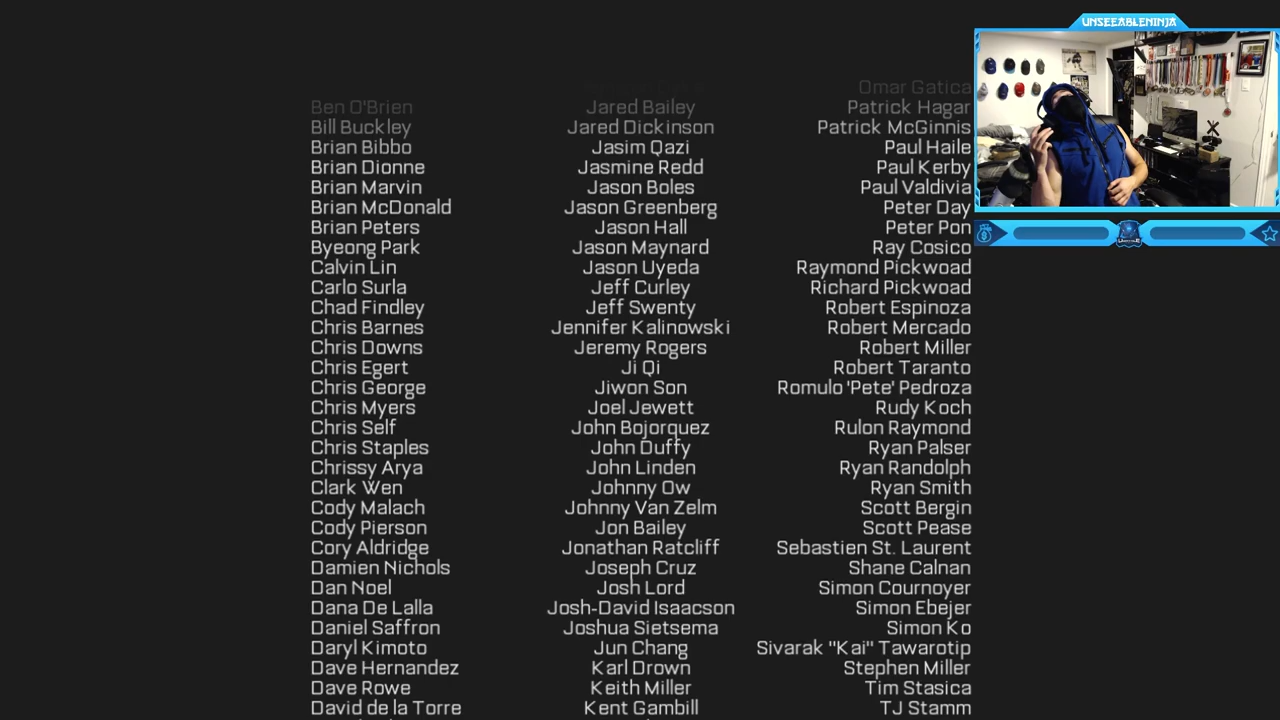 UNSEEABLENINJA
Omar Gatica
Ben O'Brien Jared Bailey Patrick Hagar
Bill Buckley Jared Dickinson Patrick McGinnis
Brian Bibbo Jasim Qazi Paul Haile
Brian Dionne Jasmine Redd Paul Kerby
Brian Marvin Jason Boles Paul Valdivia
Brian McDonald Jason Greenberg Peter Day
Brian Peters Jason Hall Peter Pon
Byeong Park Jason Maynard Ray Cosico
Calvin Lin Jason Uyeda Raymond Pickwoad
Carlo Surla Jeff Curley Richard Pickwoad
Chad Findley Jeff Swenty Robert Espinoza
Chris Barnes Jennifer Kalinowski Robert Mercado
Chris Downs Jeremy Rogers Robert Miller
Chris Egert Ji Qi Robert Taranto
Chris George Jiwon Son Romulo 'Pete' Pedroza
Chris Myers Joel Jewett Rudy Koch
Chris Self John Bojorquez Rulon Raymond
Chris Staples John Duffy Ryan Palser
Chrissy Arya John Linden Ryan Randolph
Clark Wen Johnny Ow Ryan Smith
Cody Malach Johnny Van Zelm Scott Bergin
Cody Pierson Jon Bailey Scott Pease
Cory Aldridge Jonathan Ratcliff Sebastien St. Laurent
Damien Nichols Joseph Cruz Shane Calnan
Dan Noel Josh Lord Simon Cournoyer
Dana De Lalla Josh-David Isaacson Simon Ebejer
Daniel Saffron Joshua Sietsema Simon Ko
Daryl Kimoto Jun Chang Sivarak "Kai" Tawarotip
Dave Hernandez Karl Drown Stephen Miller
Dave Rowe Keith Miller Tim Stasica
David de la Torre Kent Gambill TJ Stamm